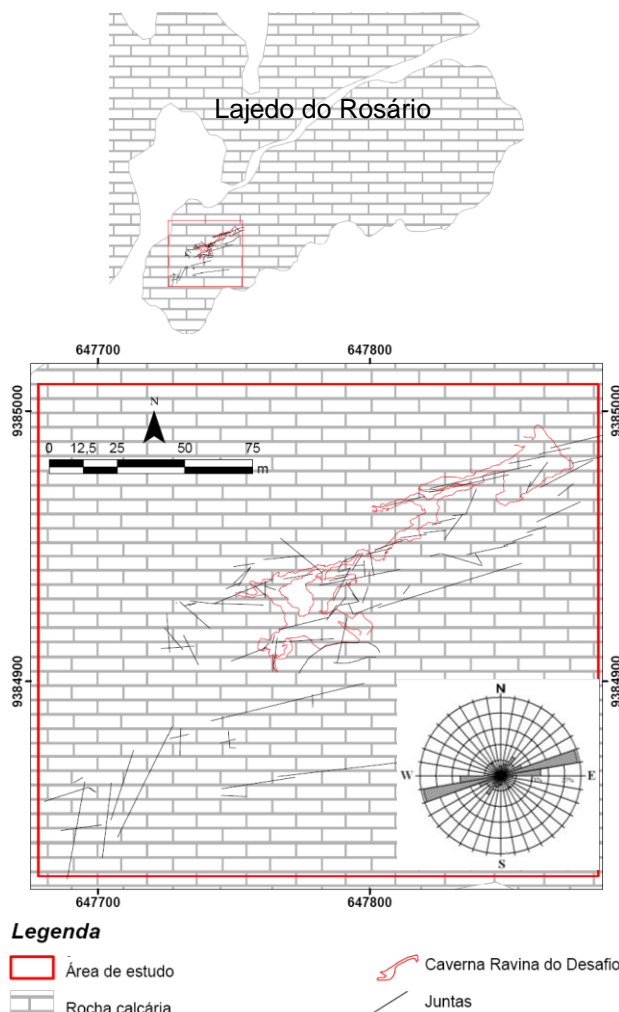 Lajedo do Rosário
647700 647800
9385000 9385000
N
0 12,5 25 50 75
m
9384900 9384900
N
W E
S
647700 647800
Legenda
Área de estudo
Caverna Ravina do Desafio
Rocha calcária
Juntas